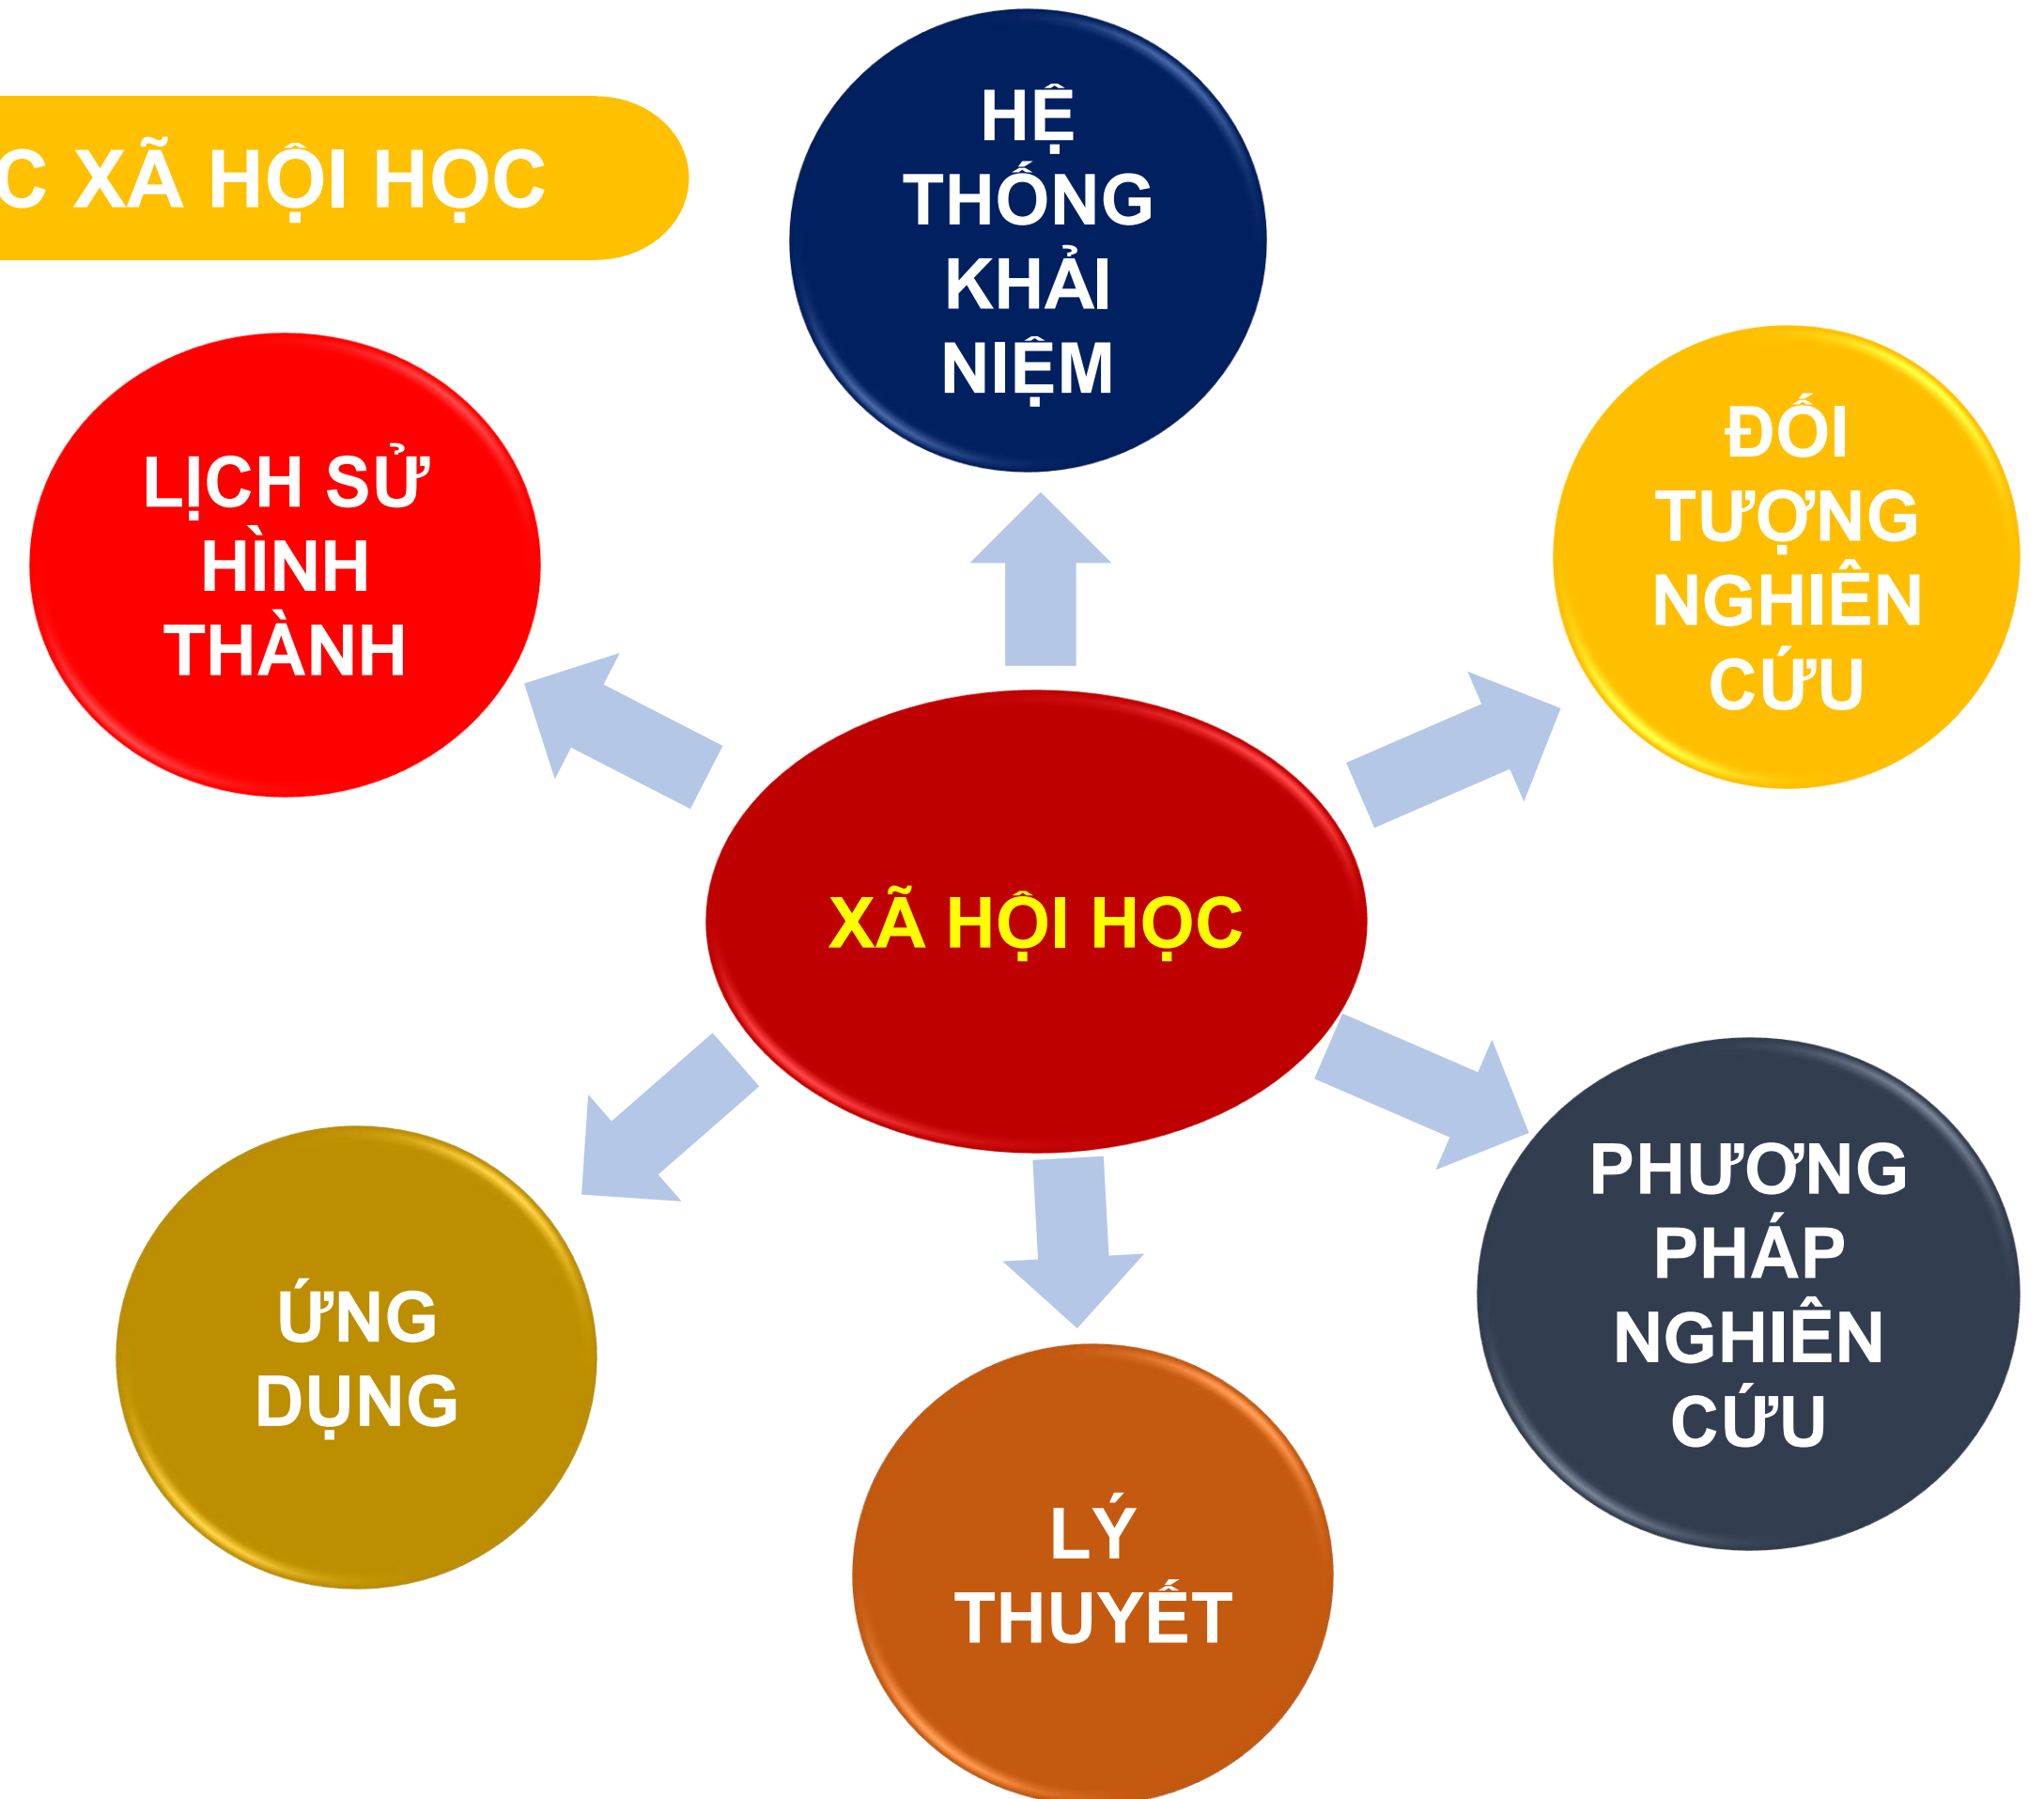 C XÃ HỘI HỌC
HỆ
THỐNG
KHẢI
NIỆM
LỊCH SỬ
HÌNH
THÀNH
ĐỐI
TƯỢNG
NGHIÊN
CỨU
XÃ HỘI HỌC
PHƯƠNG
PHÁP
NGHIÊN
CỨU
ỨNG
DỤNG
LÝ
THUYẾT